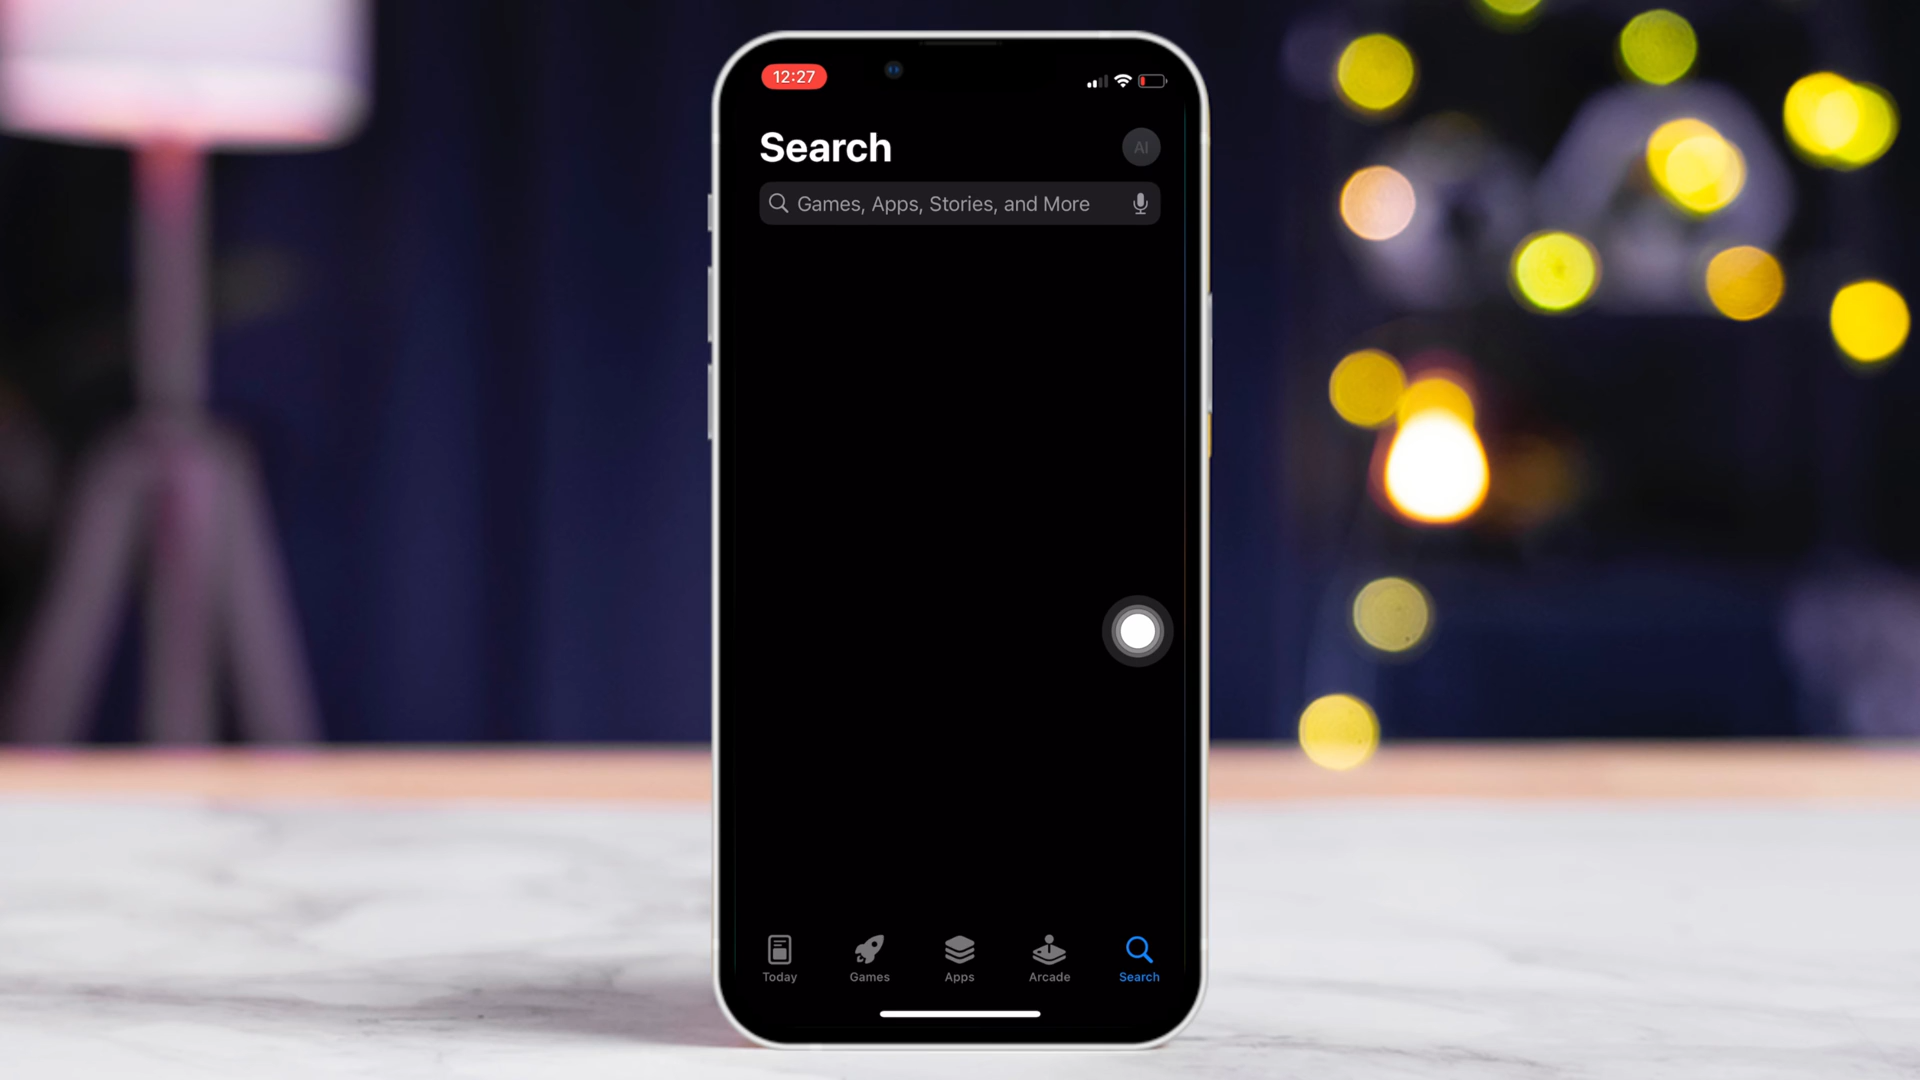 12:27
Search
AI
Games, Apps, Stories, and More
Today
Games
Apps
Arcade
Search